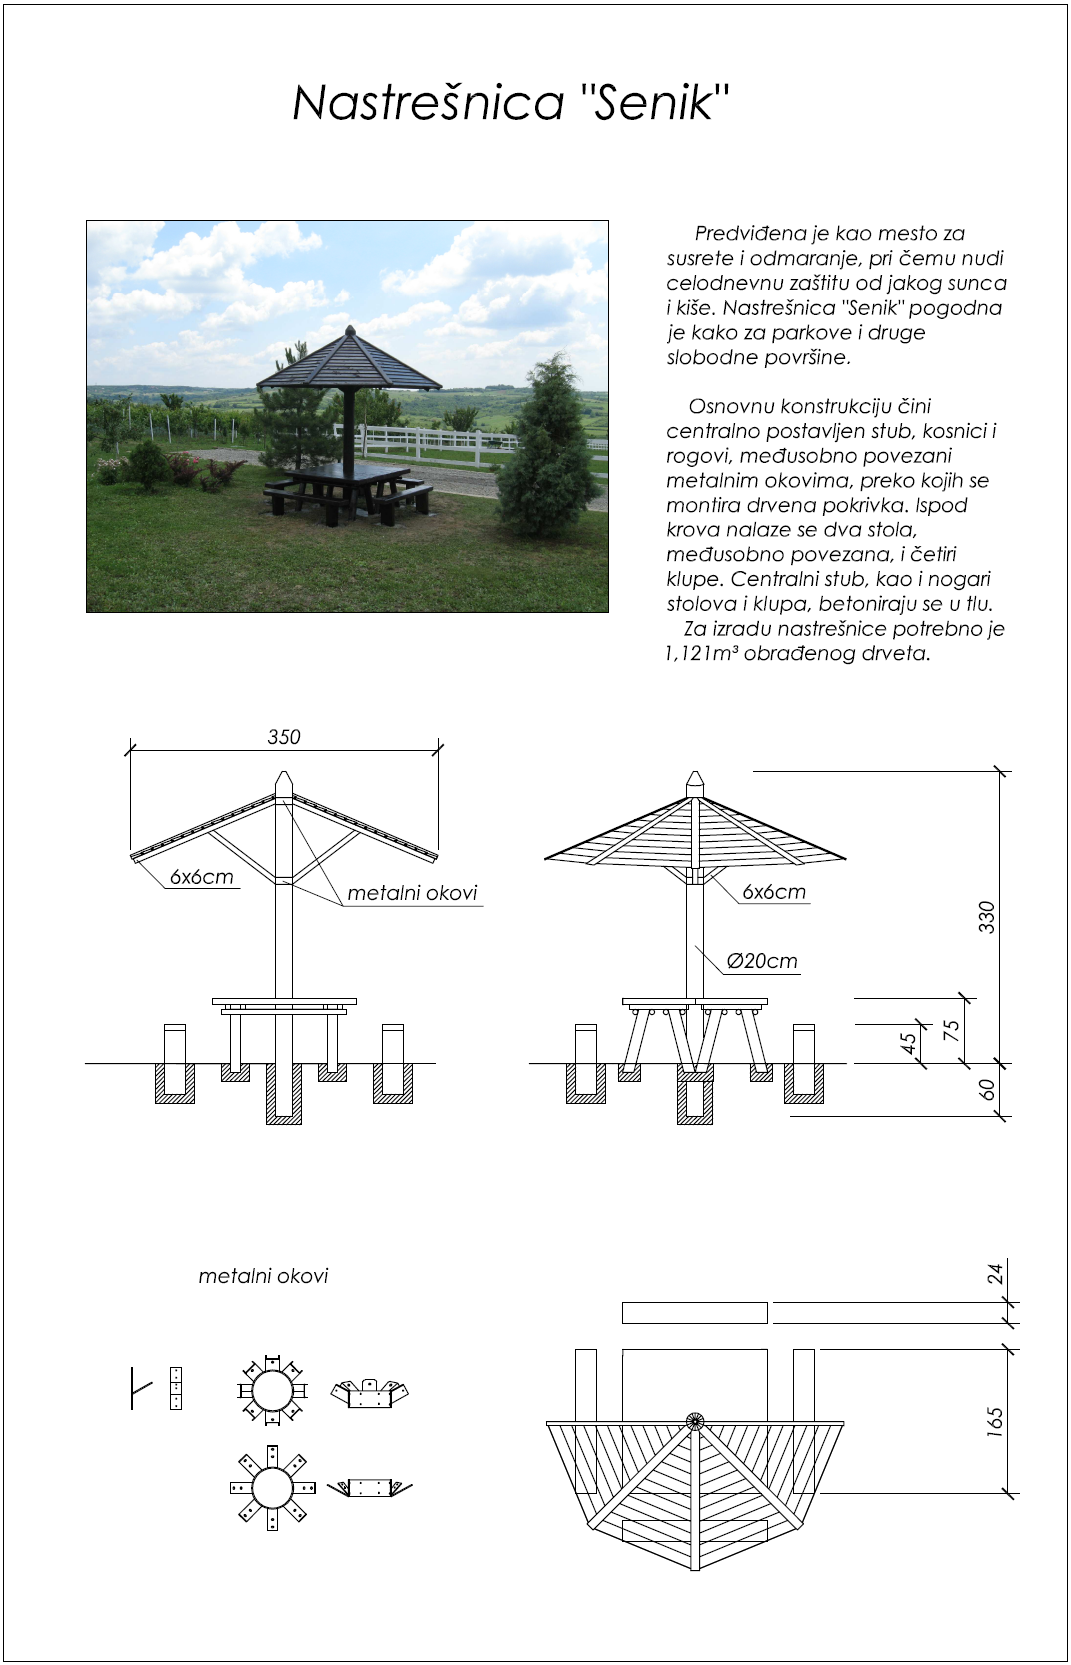 Nastrešnica "Senik"
Predviđena je kao mesto za
susrete i odmaranje, pri čemu nudi
celodnevnu zaštitu od jakog sunca
i kiše. Nastrešnica "Senik" pogodna
je kako za parkove i druge
slobodne površine.
Osnovnu konstrukciju čini
centralno postavljen stub, kosnici i
rogovi, međusobno povezani
metalnim okovima, preko kojih se
montira drvena pokrivka. Ispod
krova nalaze se dva stola,
međusobno povezana, i četiri
klupe. Centralni stub, kao i nogari
stolova i klupa, betoniraju se u tlu.
Za izradu nastrešnice potrebno je
1,121m³ obrađenog drveta.
350
6x6cm
metalni okovi
6x6cm
Ø20cm
330
75
45
60
metalni okovi
24
165